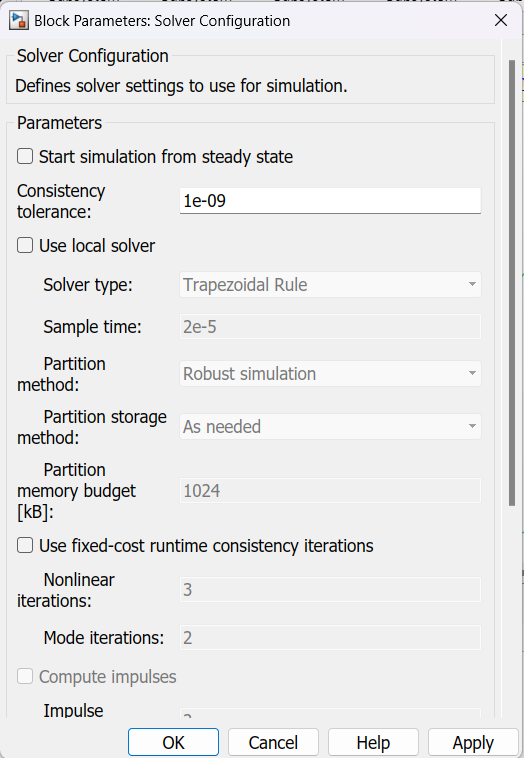 Block Parameters: Solver Configuration
Solver Configuration
Defines solver settings to use for simulation.
Parameters
Start simulation from steady state
Consistency
tolerance:
1e-09
Use local solver
Solver type:
Trapezoidal Rule
Sample time:
2e-5
Partition
method:
Robust simulation
Partition storage
method:
As needed
Partition
memory budget
[kB]:
1024
Use fixed-cost runtime consistency iterations
Nonlinear
iterations:
3
Mode iterations:
2
Compute impulses
Impulse
OK
Cancel
Help
Apply